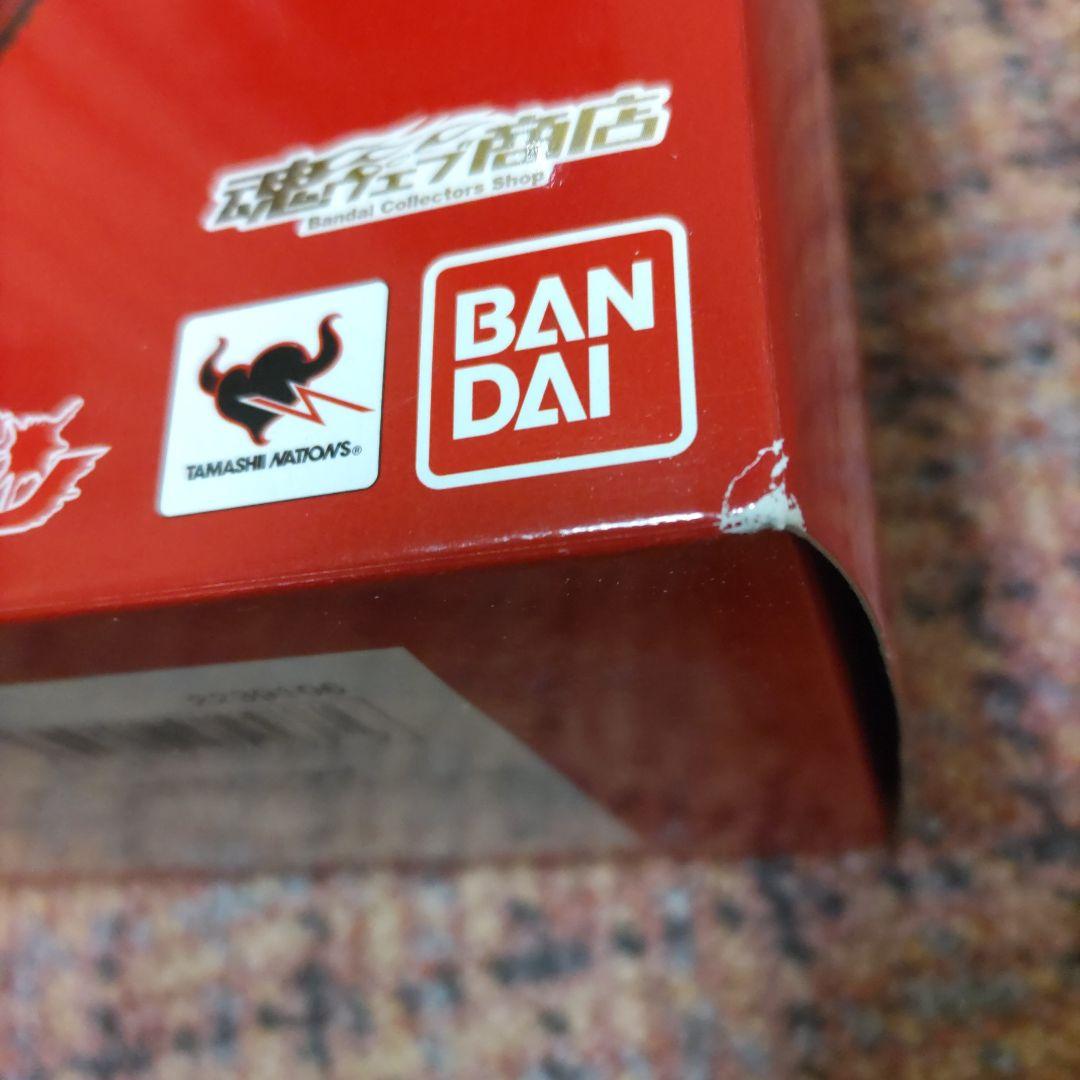 魂ウェブ商店
Bandai Collectors Shop
BAN
DAI
TAMASHII NATIONS®